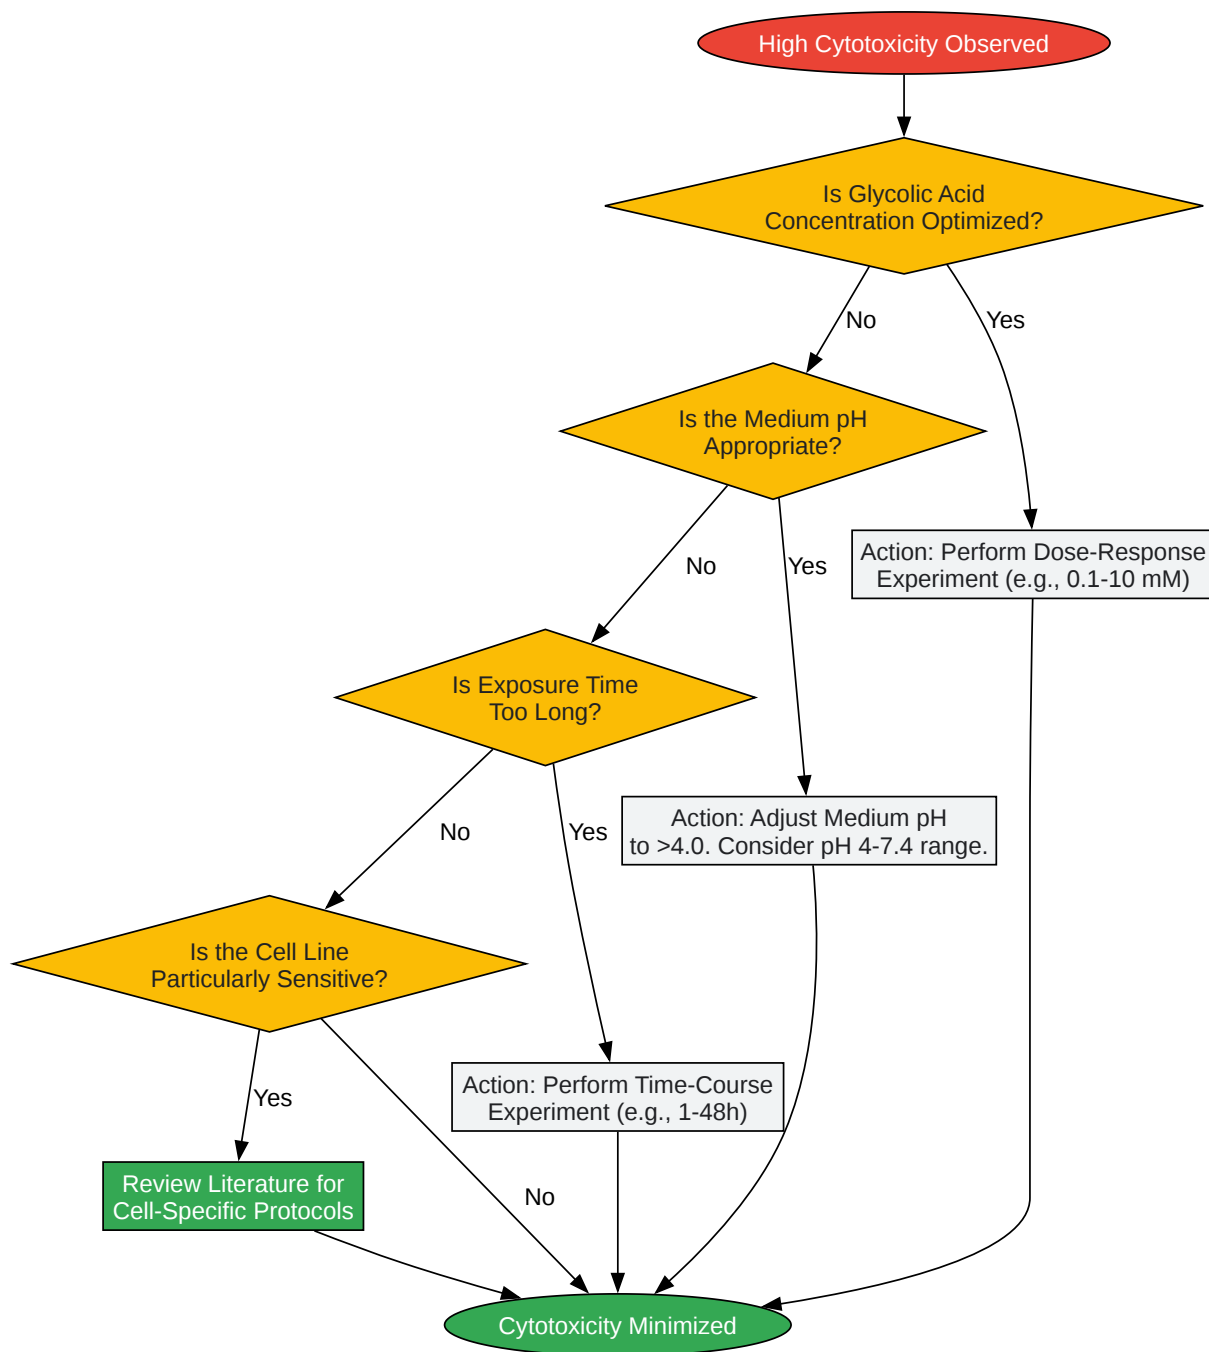 High Cytotoxicity Observed
Is Glycolic Acid
Concentration Optimized?
No
Yes
Is the Medium pH
Appropriate?
Action: Perform Dose-Response
Experiment (e.g., 0.1-10 mM)
No
Yes
Is Exposure Time
Too Long?
Action: Adjust Medium pH
to >4.0. Consider pH 4-7.4 range.
No
Yes
Is the Cell Line
Particularly Sensitive?
Action: Perform Time-Course
Experiment (e.g., 1-48h)
Yes
Review Literature for
Cell-Specific Protocols
No
Cytotoxicity Minimized